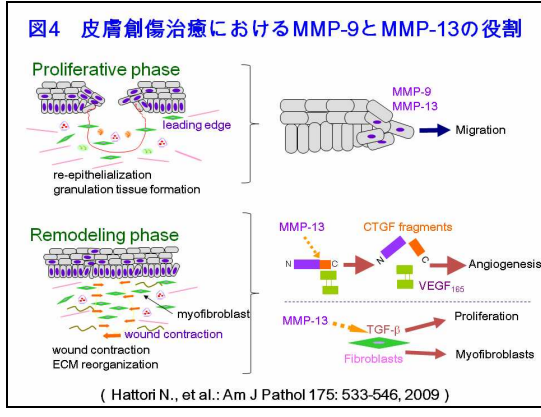 図4　皮膚創傷治癒におけるMMP-9とMMP-13の役割
Proliferative phase
leading edge
re-epithelialization
granulation tissue formation
MMP-9
MMP-13
Migration
Remodeling phase
myofibroblast
wound contraction
wound contraction
ECM reorganization
MMP-13
CTGF fragments
N
C
N
C
VEGF165
Angiogenesis
MMP-13
TGF-β
Fibroblasts
Proliferation
Myofibroblasts
( Hattori N., et al.: Am J Pathol 175: 533-546, 2009 )